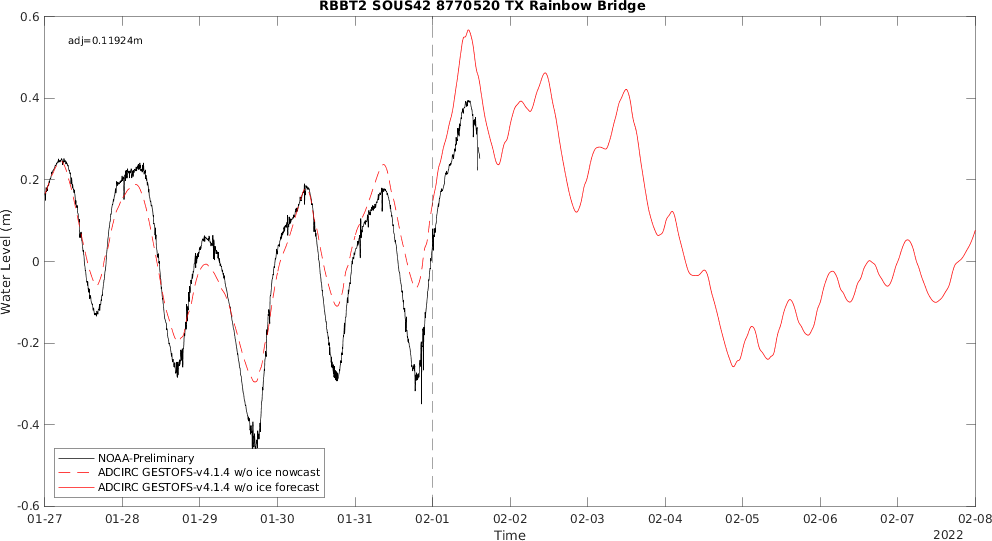 RBBT2 SOUS42 8770520 TX Rainbow Bridge
adj=0.11924m
0.6
0.4
0.2
0
-0.2
-0.4
-0.6
Water Level (m)
NOAA-Preliminary
ADCIRC GESTOFS-v4.1.4 w/o ice nowcast
ADCIRC GESTOFS-v4.1.4 w/o ice forecast
01-27 01-28 01-29 01-30 01-31 02-01 02-02 02-03 02-04 02-05 02-06 02-07 02-08
Time
2022